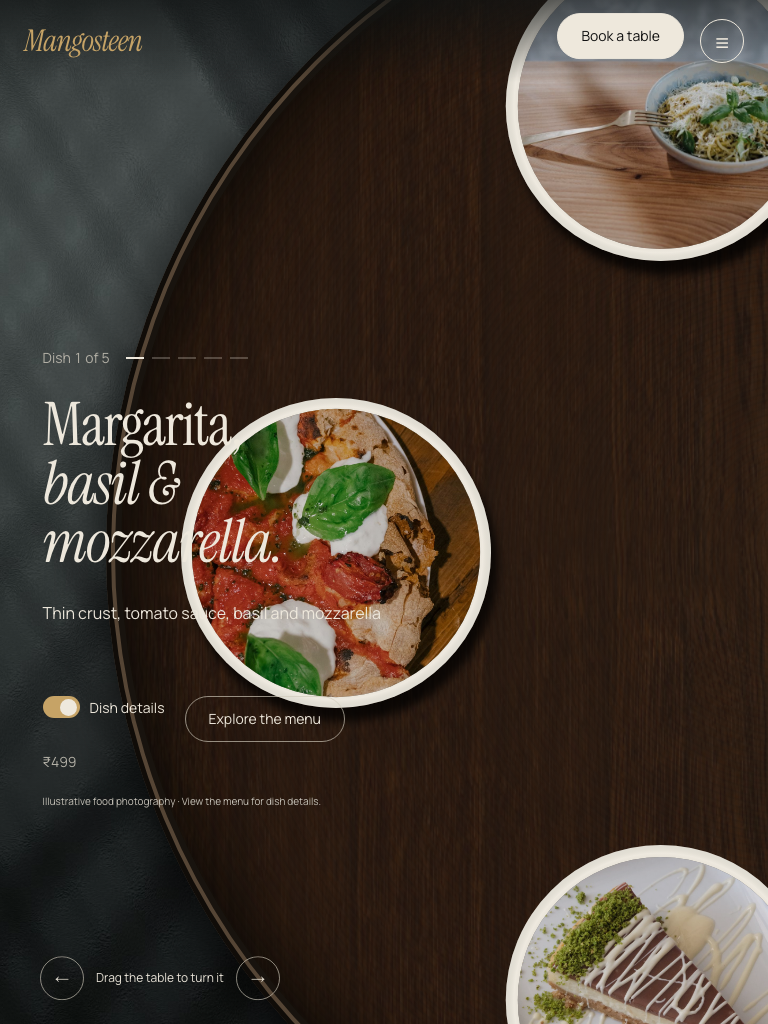 Mangosteen
Book a table
Dish 1 of 5
Margarita,
basil &
mozzarella.
Thin crust, tomato sauce, basil and mozzarella
Dish details
Explore the menu
₹499
Illustrative food photography · View the menu for dish details.
← Drag the table to turn it →